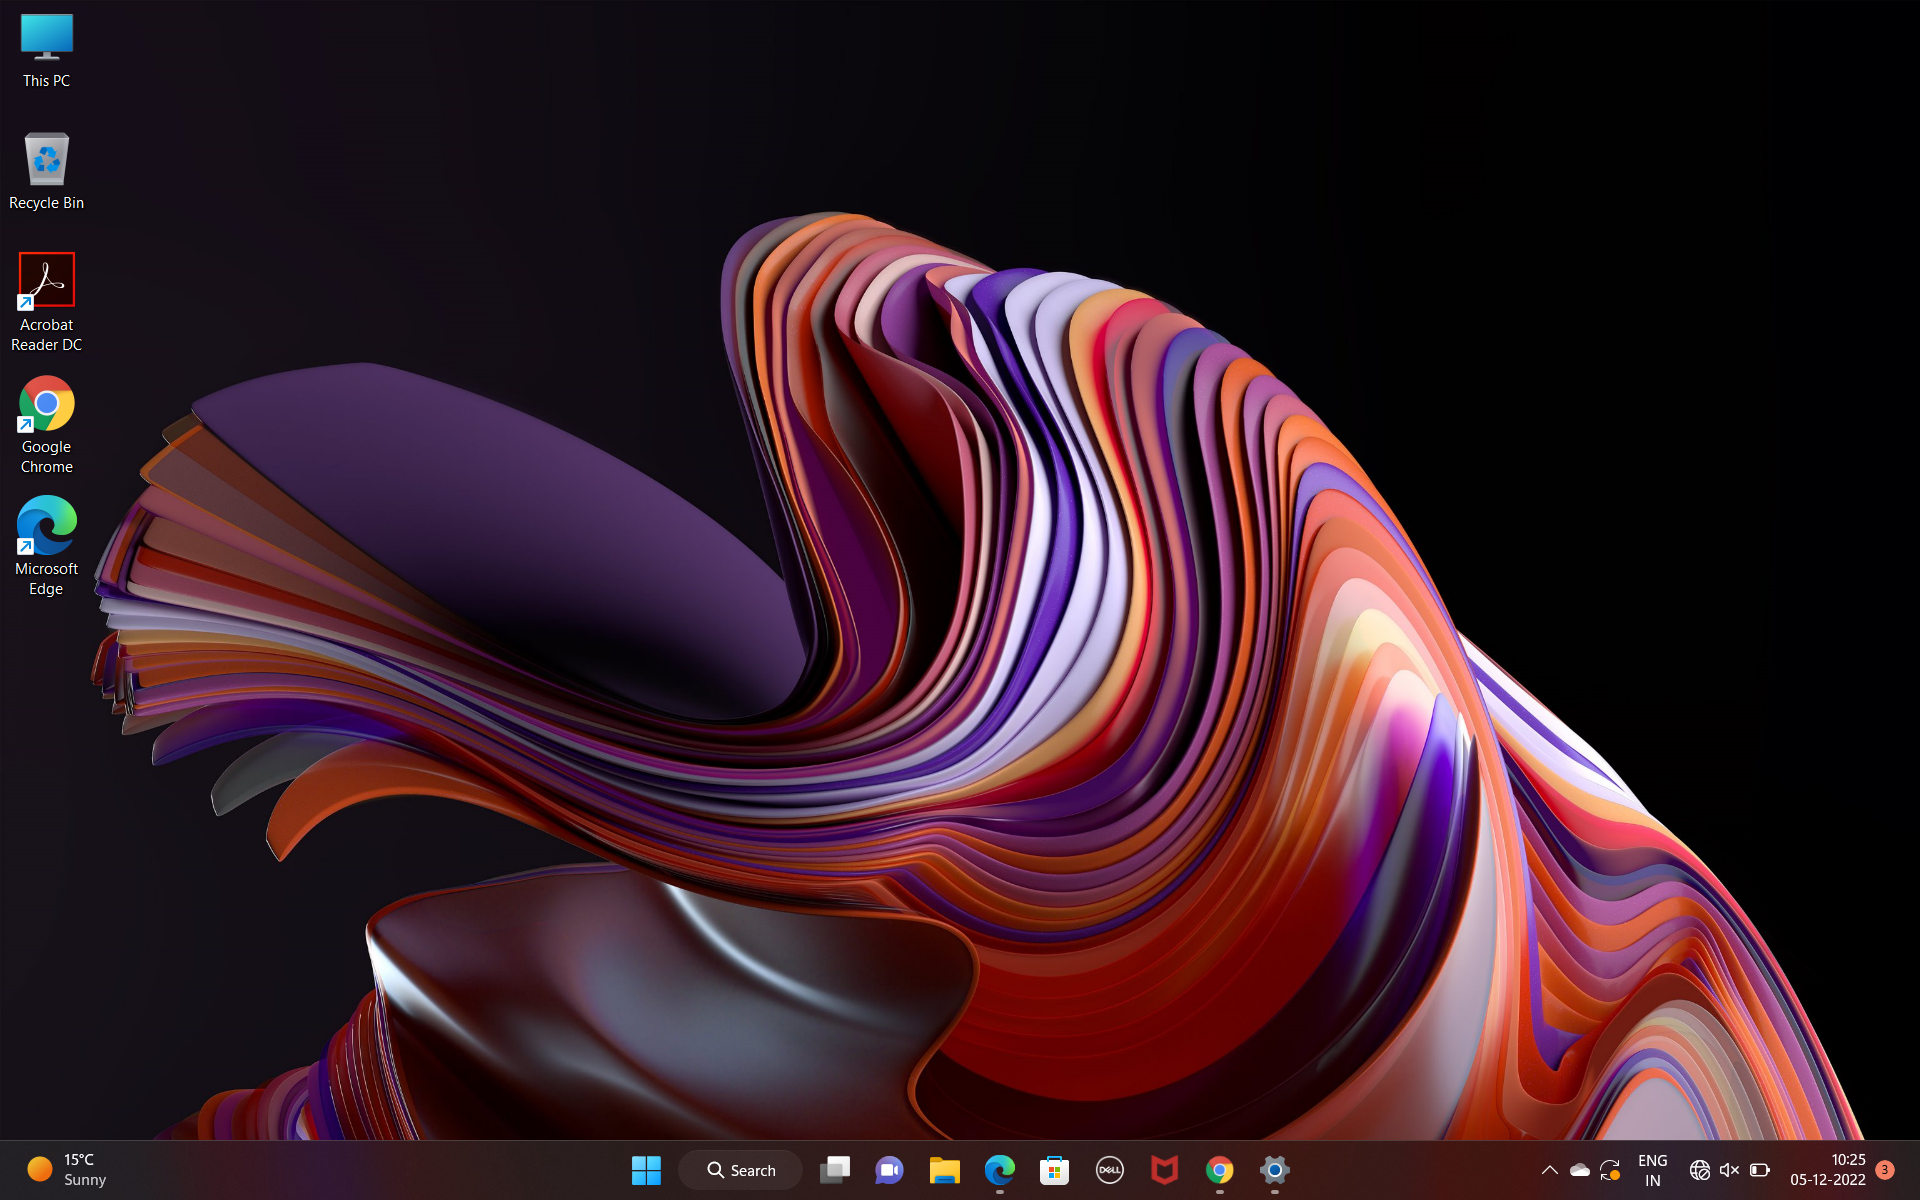 This PC
Recycle Bin
Acrobat
Reader DC
Google
Chrome
Microsoft
Edge
15°C
Sunny
Search
DELL
ENG
IN
10:25
05-12-2022
3